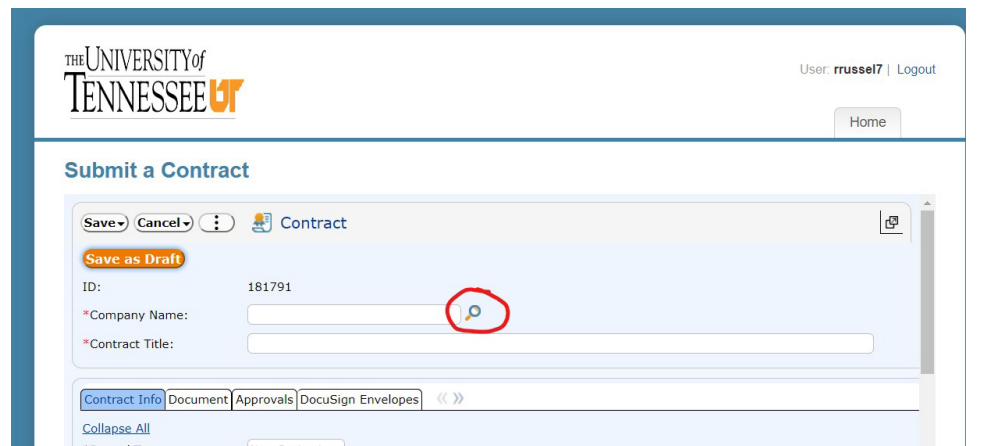 THE UNIVERSITY of
TENNESSEE UT
User: rrussel7 | Logout
Home
Submit a Contract
Save Cancel Contract
Save as Draft
ID: 181791
*Company Name:
*Contract Title:
Contract Info Document Approvals DocuSign Envelopes
Collapse All